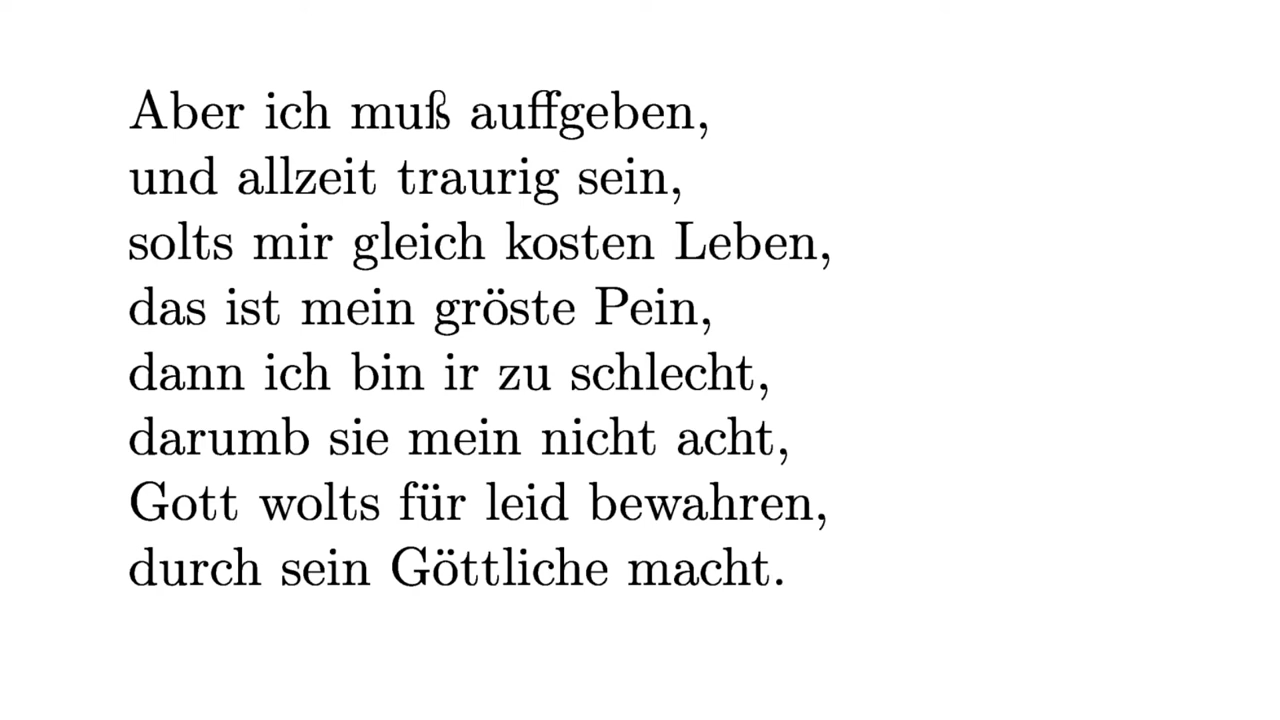 Aber ich muß auffgeben,
und allzeit traurig sein,
solts mir gleich kosten Leben,
das ist mein gröste Pein,
dann ich bin ir zu schlecht,
darumb sie mein nicht acht,
Gott wolts für leid bewahren,
durch sein Göttliche macht.